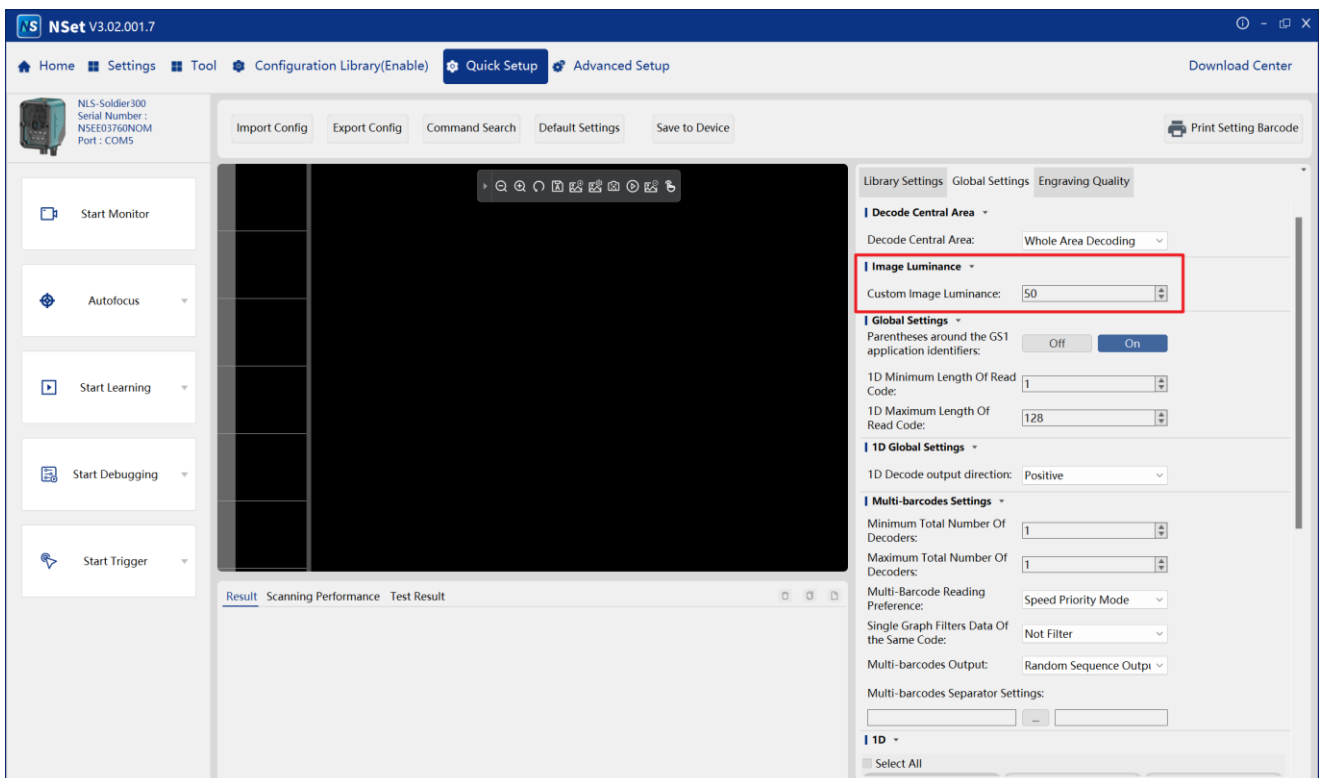 NS NSet V3.02.001.7
Home Settings Tool Configuration Library(Enable) Quick Setup Advanced Setup Download Center
NLS-Soldier300
Serial Number :
NSEE03760NOM
Port : COM5
Import Config Export Config Command Search Default Settings Save to Device Print Setting Barcode
Start Monitor
Autofocus
Start Learning
Start Debugging
Start Trigger
Result Scanning Performance Test Result
Library Settings Global Settings Engraving Quality
Decode Central Area
Decode Central Area: Whole Area Decoding
Image Luminance
Custom Image Luminance: 50
Global Settings
Parentheses around the GS1
application identifiers: Off On
1D Minimum Length Of Read
Code: 1
1D Maximum Length Of
Read Code: 128
1D Global Settings
1D Decode output direction: Positive
Multi-barcodes Settings
Minimum Total Number Of
Decoders: 1
Maximum Total Number Of
Decoders: 1
Multi-Barcode Reading
Preference: Speed Priority Mode
Single Graph Filters Data Of
the Same Code: Not Filter
Multi-barcodes Output: Random Sequence Outpu
Multi-barcodes Separator Settings:
...
1D
Select All